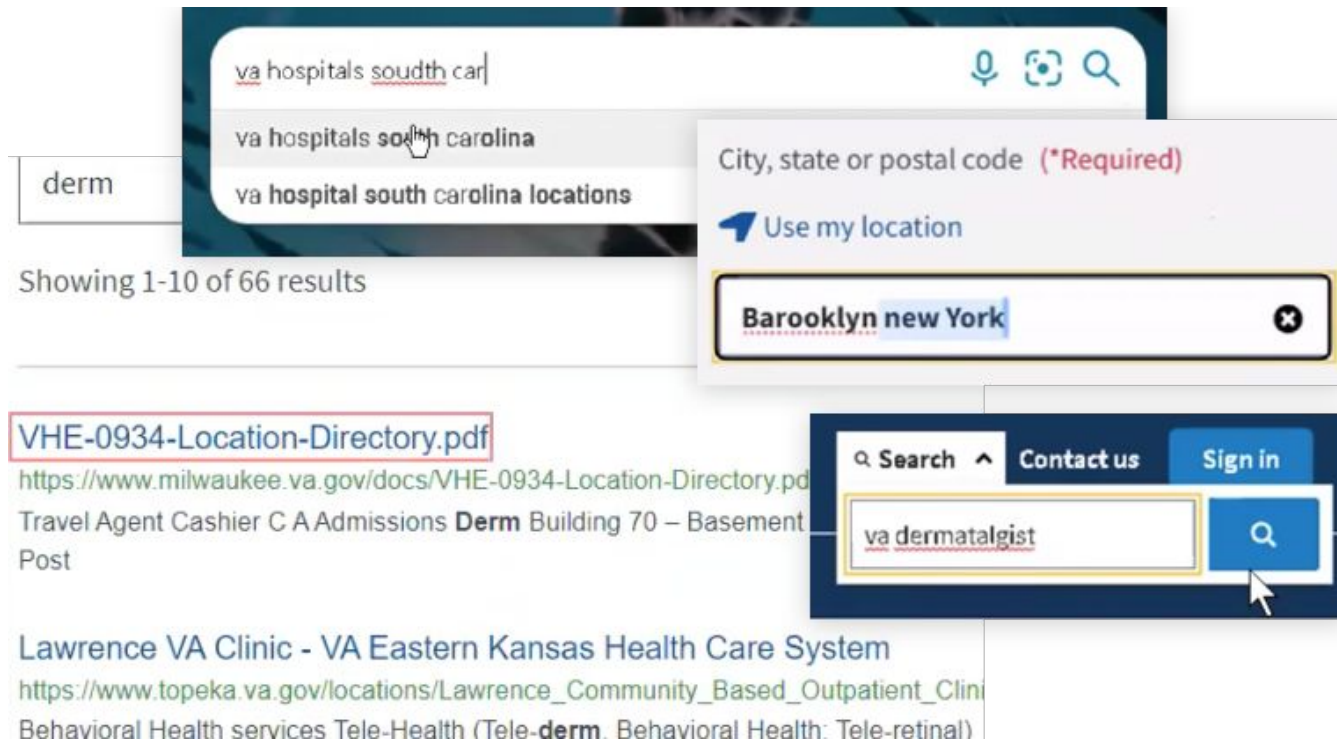 va hospitals soudth car
va hospitals south carolina
va hospital south carolina locations
derm
Showing 1-10 of 66 results
City, state or postal code (*Required)
Use my location
Barooklyn new York
VHE-0934-Location-Directory.pdf
https://www.milwaukee.va.gov/docs/VHE-0934-Location-Directory.pd
Travel Agent Cashier C A Admissions Derm Building 70 – Basement
Post
Search Contact us Sign in
va dermatalgist
Lawrence VA Clinic - VA Eastern Kansas Health Care System
https://www.topeka.va.gov/locations/Lawrence_Community_Based_Outpatient_Clini
Behavioral Health services Tele-Health (Tele-derm, Behavioral Health; Tele-retinal)